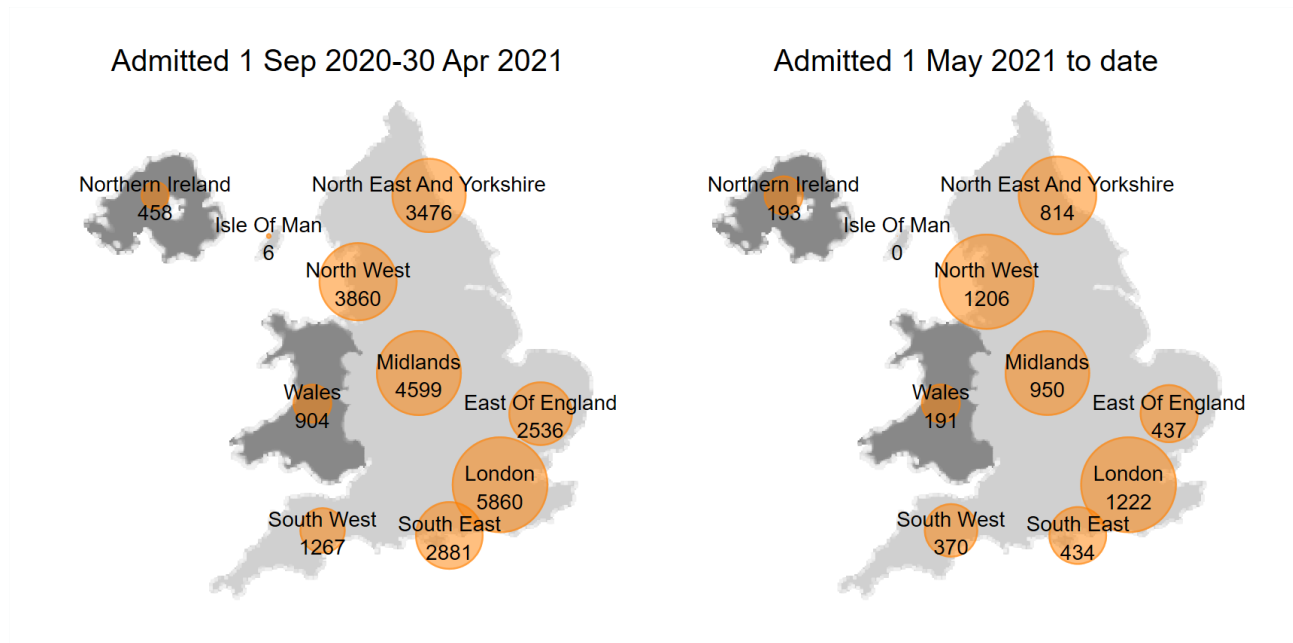 Admitted 1 Sep 2020-30 Apr 2021
Northern Ireland
458
Isle Of Man
6
North East And Yorkshire
3476
North West
3860
Midlands
4599
Wales
904
East Of England
2536
London
5860
South West
1267
South East
2881
Admitted 1 May 2021 to date
Northern Ireland
193
Isle Of Man
0
North East And Yorkshire
814
North West
1206
Midlands
950
Wales
191
East Of England
437
London
1222
South West
370
South East
434